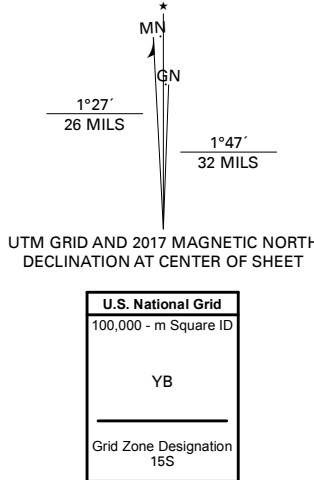 ★
MN
GN
1°27´
26 MILS
1°47´
32 MILS
UTM GRID AND 2017 MAGNETIC NORTH
DECLINATION AT CENTER OF SHEET
U.S. National Grid
100,000 - m Square ID
YB
Grid Zone Designation
15S